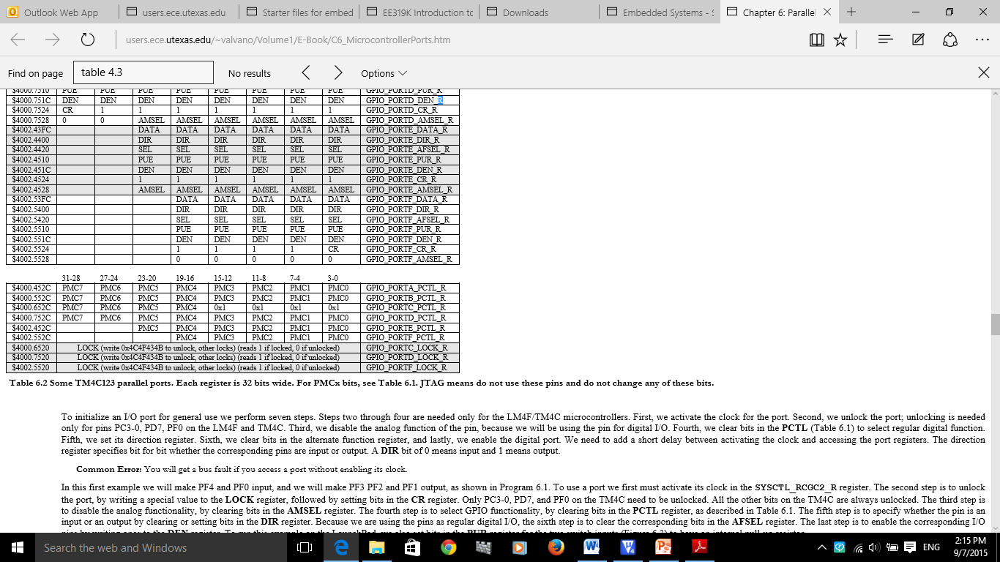 Outlook Web App users.ece.utexas.edu Starter files for embed EE319K Introduction to Downloads Embedded Systems - Chapter 6: Parallel
users.ece.utexas.edu/~valvano/Volume1/E-Book/C6_MicrocontrollerPorts.htm
Find on page table 4.3 No results Options
$4000.7510 PUE PUE PUE PUE PUE PUE PUE PUE GPIO_PORTD_PUR_R
$4000.751C DEN DEN DEN DEN DEN DEN DEN DEN GPIO_PORTD_DEN_R
$4000.7524 CR 1 1 1 1 1 1 1 GPIO_PORTD_CR_R
$4000.7528 0 0 AMSEL AMSEL AMSEL AMSEL AMSEL AMSEL GPIO_PORTD_AMSEL_R
$4002.43FC DATA DATA DATA DATA DATA DATA GPIO_PORTE_DATA_R
$4002.4400 DIR DIR DIR DIR DIR DIR GPIO_PORTE_DIR_R
$4002.4420 SEL SEL SEL SEL SEL SEL GPIO_PORTE_AFSEL_R
$4002.4510 PUE PUE PUE PUE PUE PUE GPIO_PORTE_PUR_R
$4002.451C DEN DEN DEN DEN DEN DEN GPIO_PORTE_DEN_R
$4002.4524 1 1 1 1 1 1 GPIO_PORTE_CR_R
$4002.4528 AMSEL AMSEL AMSEL AMSEL AMSEL AMSEL GPIO_PORTE_AMSEL_R
$4002.53FC DATA DATA DATA DATA DATA GPIO_PORTF_DATA_R
$4002.5400 DIR DIR DIR DIR DIR GPIO_PORTF_DIR_R
$4002.5420 SEL SEL SEL SEL SEL GPIO_PORTF_AFSEL_R
$4002.5510 PUE PUE PUE PUE PUE GPIO_PORTF_PUR_R
$4002.551C DEN DEN DEN DEN DEN GPIO_PORTF_DEN_R
$4002.5524 1 1 1 1 CR GPIO_PORTF_CR_R
$4002.5528 0 0 0 0 0 GPIO_PORTF_AMSEL_R
31-28 27-24 23-20 19-16 15-12 11-8 7-4 3-0
$4000.452C PMC7 PMC6 PMC5 PMC4 PMC3 PMC2 PMC1 PMC0 GPIO_PORTA_PCTL_R
$4000.552C PMC7 PMC6 PMC5 PMC4 PMC3 PMC2 PMC1 PMC0 GPIO_PORTB_PCTL_R
$4000.652C PMC7 PMC6 PMC5 PMC4 0x1 0x1 0x1 0x1 GPIO_PORTC_PCTL_R
$4000.752C PMC7 PMC6 PMC5 PMC4 PMC3 PMC2 PMC1 PMC0 GPIO_PORTD_PCTL_R
$4002.452C PMC5 PMC4 PMC3 PMC2 PMC1 PMC0 GPIO_PORTE_PCTL_R
$4002.552C PMC4 PMC3 PMC2 PMC1 PMC0 GPIO_PORTF_PCTL_R
$4000.6520 LOCK (write 0x4C4F434B to unlock, other locks) (reads 1 if locked, 0 if unlocked) GPIO_PORTC_LOCK_R
$4000.7520 LOCK (write 0x4C4F434B to unlock, other locks) (reads 1 if locked, 0 if unlocked) GPIO_PORTD_LOCK_R
$4002.5520 LOCK (write 0x4C4F434B to unlock, other locks) (reads 1 if locked, 0 if unlocked) GPIO_PORTF_LOCK_R
Table 6.2 Some TM4C123 parallel ports. Each register is 32 bits wide. For PMCx bits, see Table 6.1. JTAG means do not use these pins and do not change any of these bits.
To initialize an I/O port for general use we perform seven steps. Steps two through four are needed only for the LM4F/TM4C microcontrollers. First, we activate the clock for the port. Second, we unlock the port; unlocking is needed
only for pins PC3-0, PD7, PF0 on the LM4F and TM4C. Third, we disable the analog function of the pin, because we will be using the pin for digital I/O. Fourth, we clear bits in the PCTL (Table 6.1) to select regular digital function.
Fifth, we set its direction register. Sixth, we clear bits in the alternate function register, and lastly, we enable the digital port. We need to add a short delay between activating the clock and accessing the port registers. The direction
register specifies bit for bit whether the corresponding pins are input or output. A DIR bit of 0 means input and 1 means output.
Common Error: You will get a bus fault if you access a port without enabling its clock.
In this first example we will make PF4 and PF0 input, and we will make PF3 PF2 and PF1 output, as shown in Program 6.1. To use a port we first must activate its clock in the SYSCTL_RCGC2_R register. The second step is to unlock
the port, by writing a special value to the LOCK register, followed by setting bits in the CR register. Only PC3-0, PD7, and PF0 on the TM4C need to be unlocked. All the other bits on the TM4C are always unlocked. The third step is
to disable the analog functionality, by clearing bits in the AMSEL register. The fourth step is to select GPIO functionality, by clearing bits in the PCTL register, as described in Table 6.1. The fifth step is to specify whether the pin is an
input or an output by clearing or setting bits in the DIR register. Because we are using the pins as regular digital I/O, the sixth step is to clear the corresponding bits in the AFSEL register. The last step is to enable the corresponding I/O
Search the web and Windows ENG 2:15 PM
9/7/2015